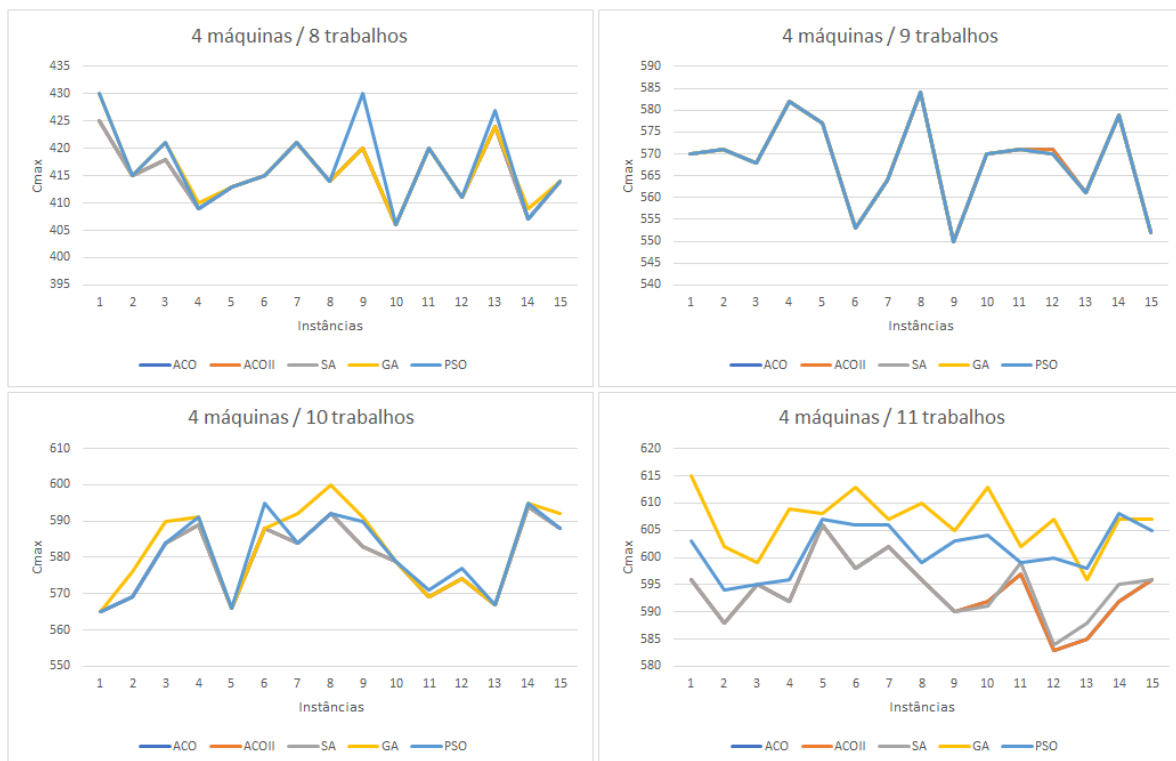 4 máquinas / 8 trabalhos
435
430
425
420
415
410
405
400
395
Cmax
1 2 3 4 5 6 7 8 9 10 11 12 13 14 15
Instâncias
ACO ACOII SA GA PSO
4 máquinas / 9 trabalhos
590
585
580
575
570
565
560
555
550
545
540
Cmax
1 2 3 4 5 6 7 8 9 10 11 12 13 14 15
Instâncias
ACO ACOII SA GA PSO
4 máquinas / 10 trabalhos
610
600
590
580
570
560
550
Cmax
1 2 3 4 5 6 7 8 9 10 11 12 13 14 15
Instâncias
ACO ACOII SA GA PSO
4 máquinas / 11 trabalhos
620
615
610
605
600
595
590
585
580
Cmax
1 2 3 4 5 6 7 8 9 10 11 12 13 14 15
Instâncias
ACO ACOII SA GA PSO